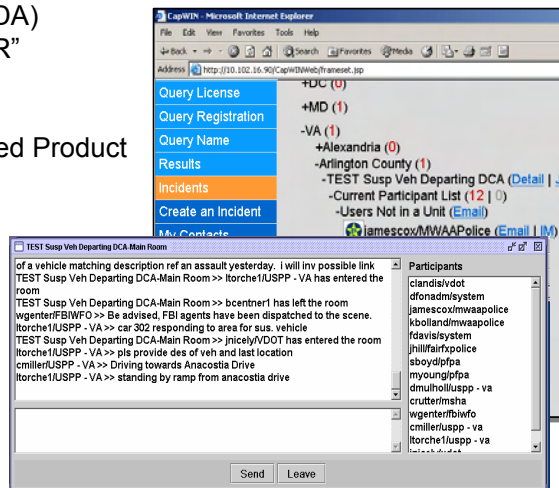 DA)
R"
ed Product
CapWIN - Microsoft Internet Explorer
File Edit View Favorites Tools Help
Back Search Favorites Media
Address http://10.102.16.90/CapWINWeb/frameset.jsp
Query License
Query Registration
Query Name
Results
Incidents
Create an Incident
My Contacts
+DC (0)
+MD (1)
-VA (1)
+Alexandria (0)
-Arlington County (1)
-TEST Susp Veh Departing DCA (Detail | J
-Current Participant List (12 | 0)
-Users Not in a Unit (Email)
jamescox/MWAAPolice (Email | IM)
TEST Susp Veh Departing DCA-Main Room
of a vehicle matching description ref an assault yesterday. i will inv possible link
TEST Susp Veh Departing DCA-Main Room >> ltorche1/USPP - VA has entered the
room
TEST Susp Veh Departing DCA-Main Room >> bcentner1 has left the room
wgenter/FBIWFO >> Be advised, FBI agents have been dispatched to the scene.
ltorche1/USPP - VA >> car 302 responding to area for sus. vehicle
TEST Susp Veh Departing DCA-Main Room >> jnicely/VDOT has entered the room
ltorche1/USPP - VA >> pls provide des of veh and last location
cmiller/USPP - VA >> Driving towards Anacostia Drive
ltorche1/USPP - VA >> standing by ramp from anacostia drive
Participants
clandis/vdot
dfonadm/system
jamescox/mwaapolice
kbolland/mwaapolice
fdavis/system
jhill/fairfxpolice
sboyd/pfpa
myoung/pfpa
dmulholl/uspp - va
crutter/msha
wgenter/fbiwfo
cmiller/uspp - va
ltorche1/uspp - va
Send Leave